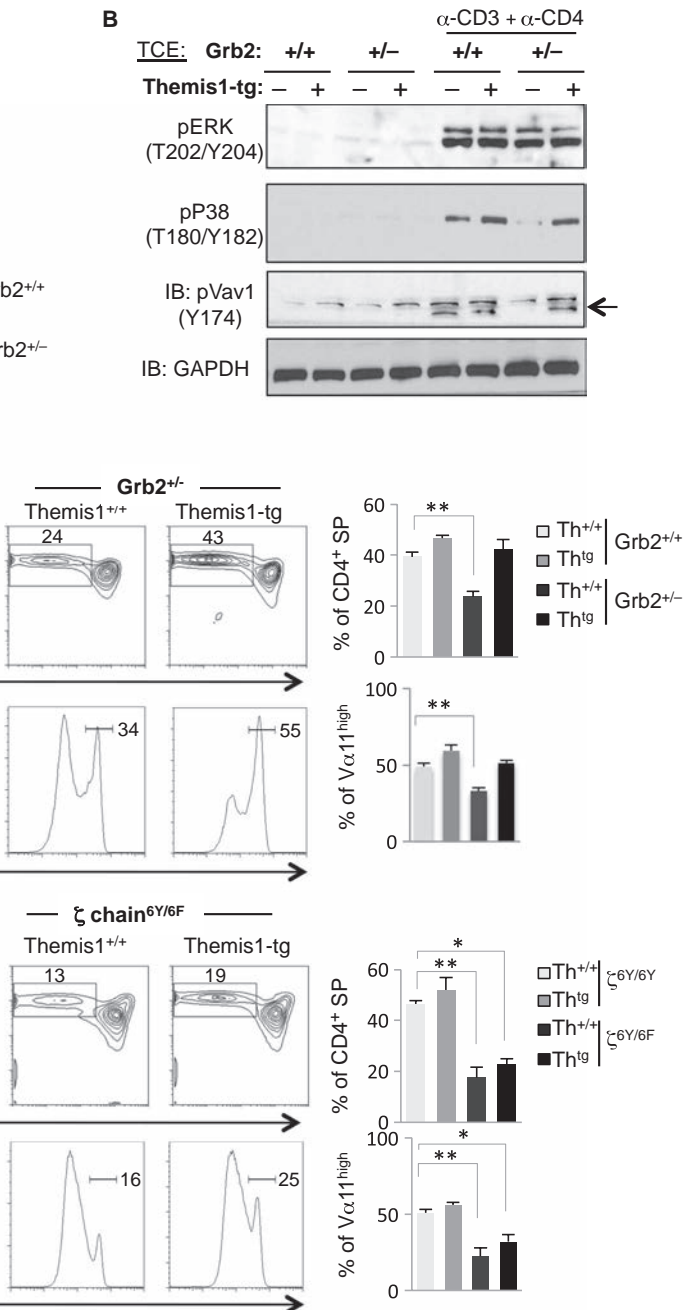 B
α-CD3 + α-CD4
TCE: Grb2: +/+ +/– +/+ +/–
Themis1-tg: – + – + – + – +
pERK
(T202/Y204)
pP38
(T180/Y182)
rb2+/+
IB: pVav1
(Y174)
rb2+/–
IB: GAPDH
Grb2+/-
Themis1+/+ Themis1-tg
24 43
34 55
% of CD4+ SP
60
40
20
0
**
Th+/+
Thtg
Grb2+/+
Th+/+
Thtg
Grb2+/–
% of Vα11high
100
50
0
**
ζ chain6Y/6F
Themis1+/+ Themis1-tg
13 19
16 25
% of CD4+ SP
60
40
20
0
*
**
Th+/+
Thtg
ζ6Y/6Y
Th+/+
Thtg
ζ6Y/6F
% of Vα11high
100
50
0
*
**